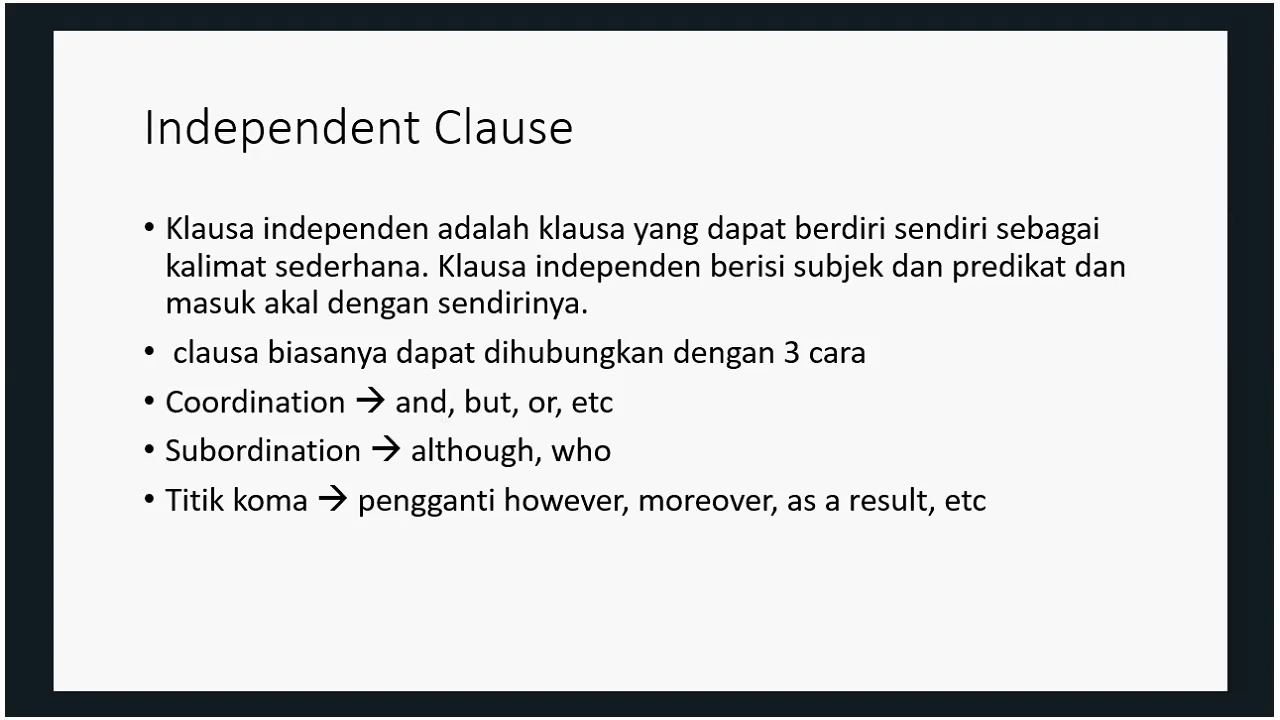 Independent Clause
• Klausa independen adalah klausa yang dapat berdiri sendiri sebagai
kalimat sederhana. Klausa independen berisi subjek dan predikat dan
masuk akal dengan sendirinya.
• clausa biasanya dapat dihubungkan dengan 3 cara
• Coordination → and, but, or, etc
• Subordination → although, who
• Titik koma → pengganti however, moreover, as a result, etc